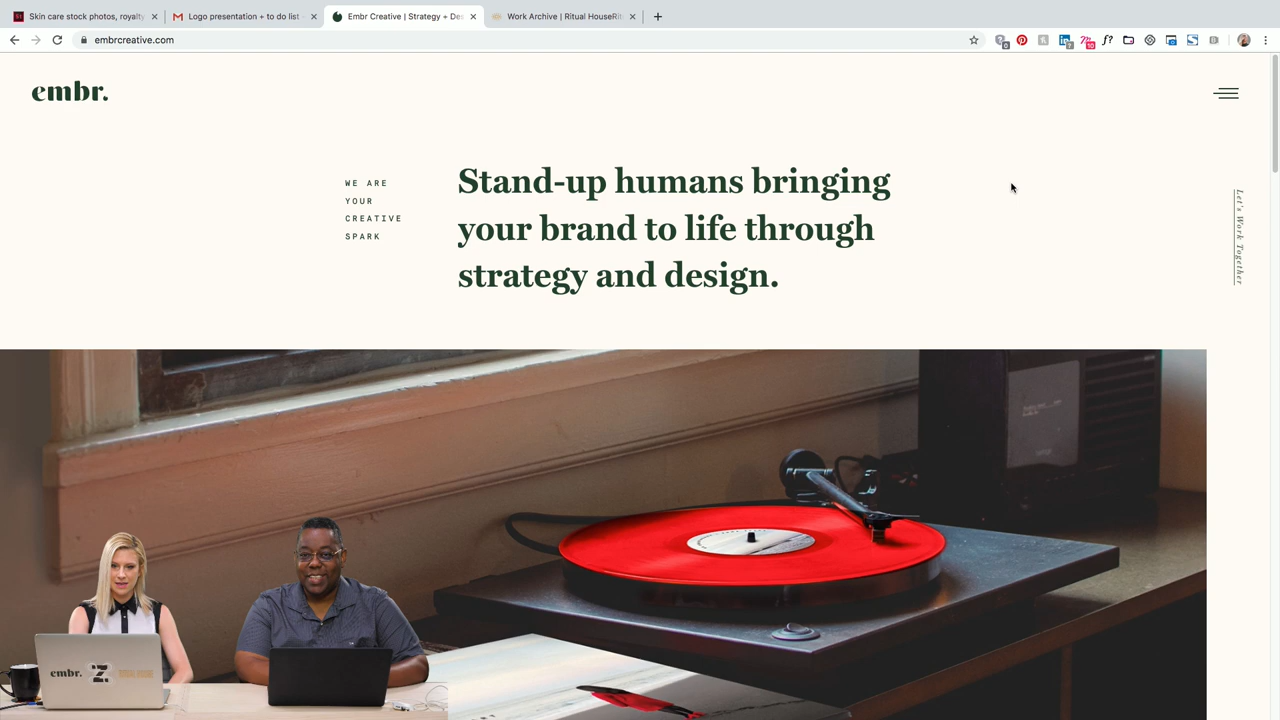 Skin care stock photos, royalty
Logo presentation + to do list -
Embr Creative | Strategy + Des
Work Archive | Ritual HouseRit
embrcreative.com
embr.
WE ARE
YOUR
CREATIVE
SPARK
Stand-up humans bringing
your brand to life through
strategy and design.
Let's Work Together
embr.